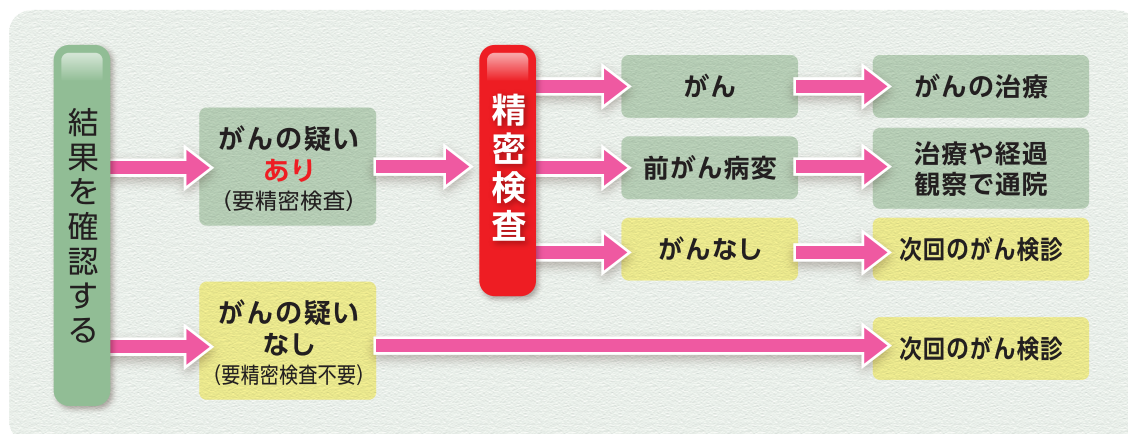 結果を確認する
がんの疑い
あり
(要精密検査)
精密検査
がん
がんの治療
前がん病変
治療や経過
観察で通院
がんなし
次回のがん検診
がんの疑い
なし
(要精密検査不要)
次回のがん検診